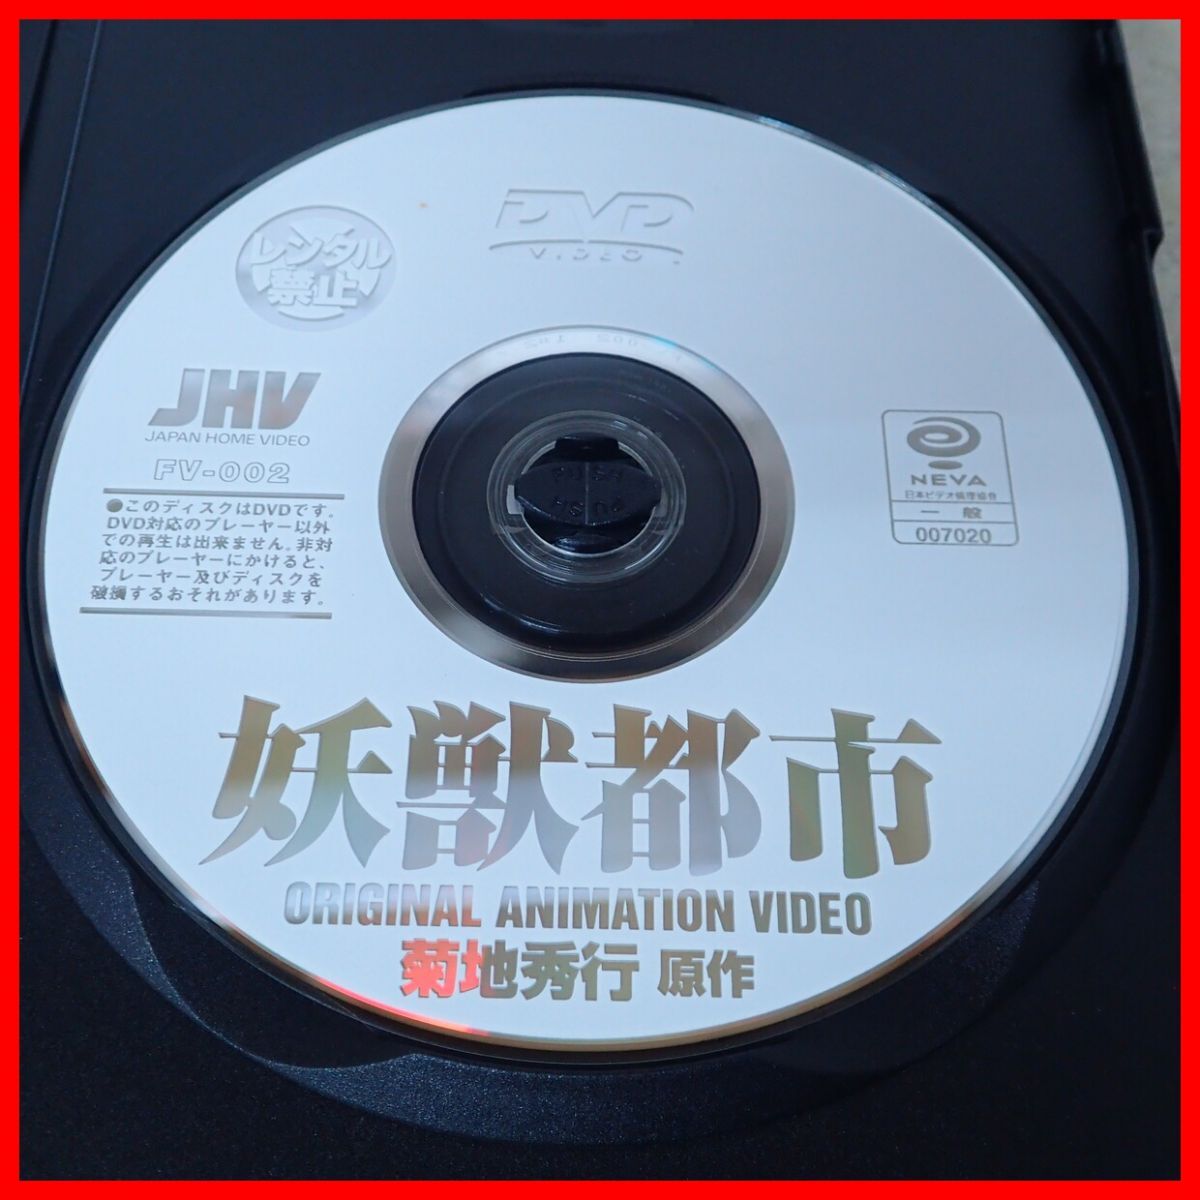 DVD
VIDEO
レンタル
禁止
JHV
JAPAN HOME VIDEO
FV-002
●このディスクはDVDです。
DVD対応のプレーヤー以外
での再生は出来ません。非対
応のプレーヤーにかけると、
プレーヤー及びディスクを
破損するおそれがあります。
NEVA
日本ビデオ倫理協会
一般
007020
PUSH
PUSH
妖獣都市
ORIGINAL ANIMATION VIDEO
菊地秀行 原作